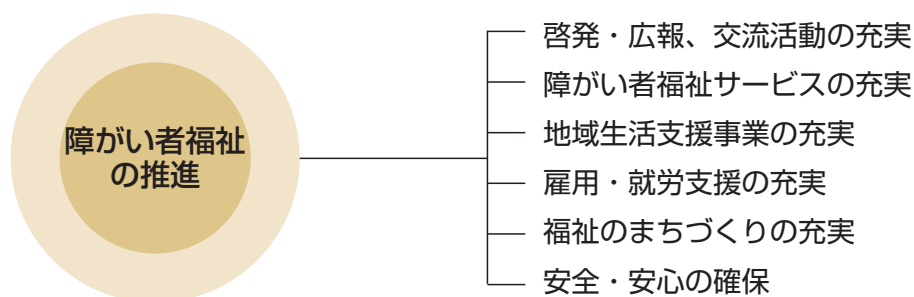 障がい者福祉
の推進
啓発・広報、交流活動の充実
障がい者福祉サービスの充実
地域生活支援事業の充実
雇用・就労支援の充実
福祉のまちづくりの充実
安全・安心の確保